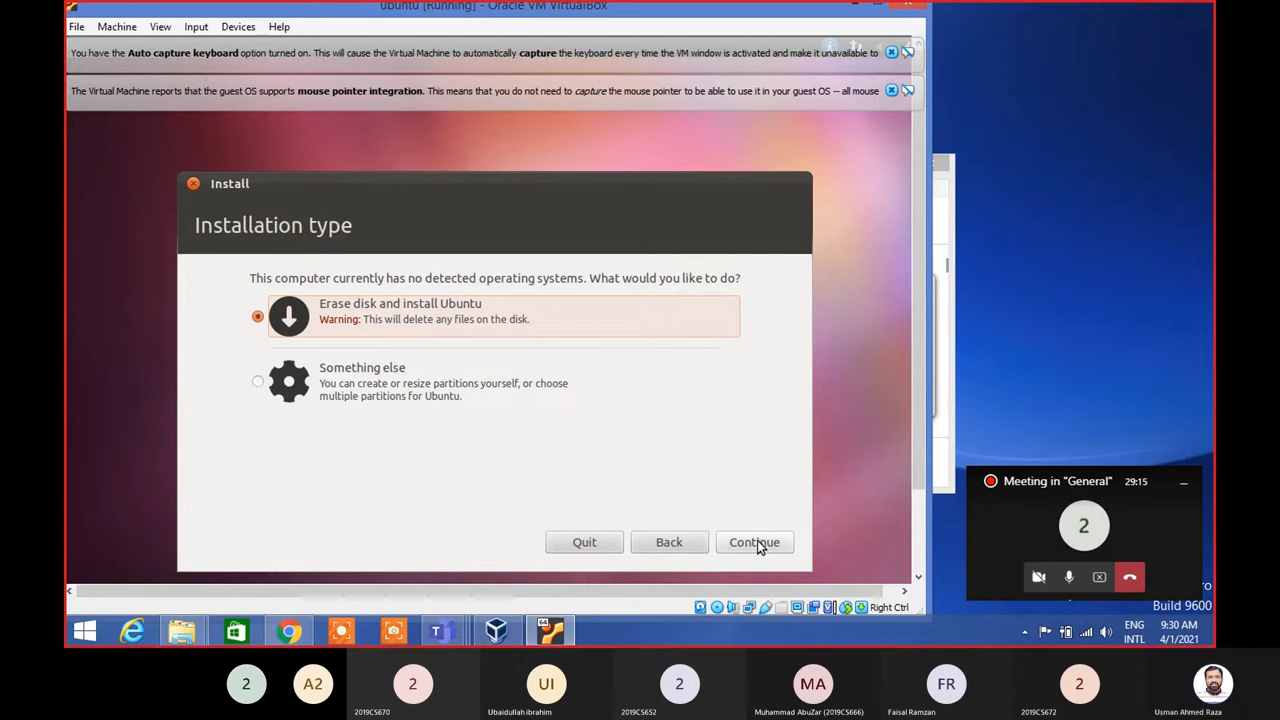 ubuntu [Running] - Oracle VM VirtualBox
File Machine View Input Devices Help
You have the Auto capture keyboard option turned on. This will cause the Virtual Machine to automatically capture the keyboard every time the VM window is activated and make it unavailable to
The Virtual Machine reports that the guest OS supports mouse pointer integration. This means that you do not need to capture the mouse pointer to be able to use it in your guest OS -- all mouse
Install
Installation type
This computer currently has no detected operating systems. What would you like to do?
Erase disk and install Ubuntu
Warning: This will delete any files on the disk.
Something else
You can create or resize partitions yourself, or choose
multiple partitions for Ubuntu.
Quit Back Continue
Meeting in "General" 29:15
2
Right Ctrl
Build 9600
64
ENG
INTL
9:30 AM
4/1/2021
2 A2 2 UI 2 MA FR 2
2019CS670 Ubaidullah ibrahim 2019CS652 Muhammad AbuZar (2019CS666) Faisal Ramzan 2019CS672 Usman Ahmed Raza